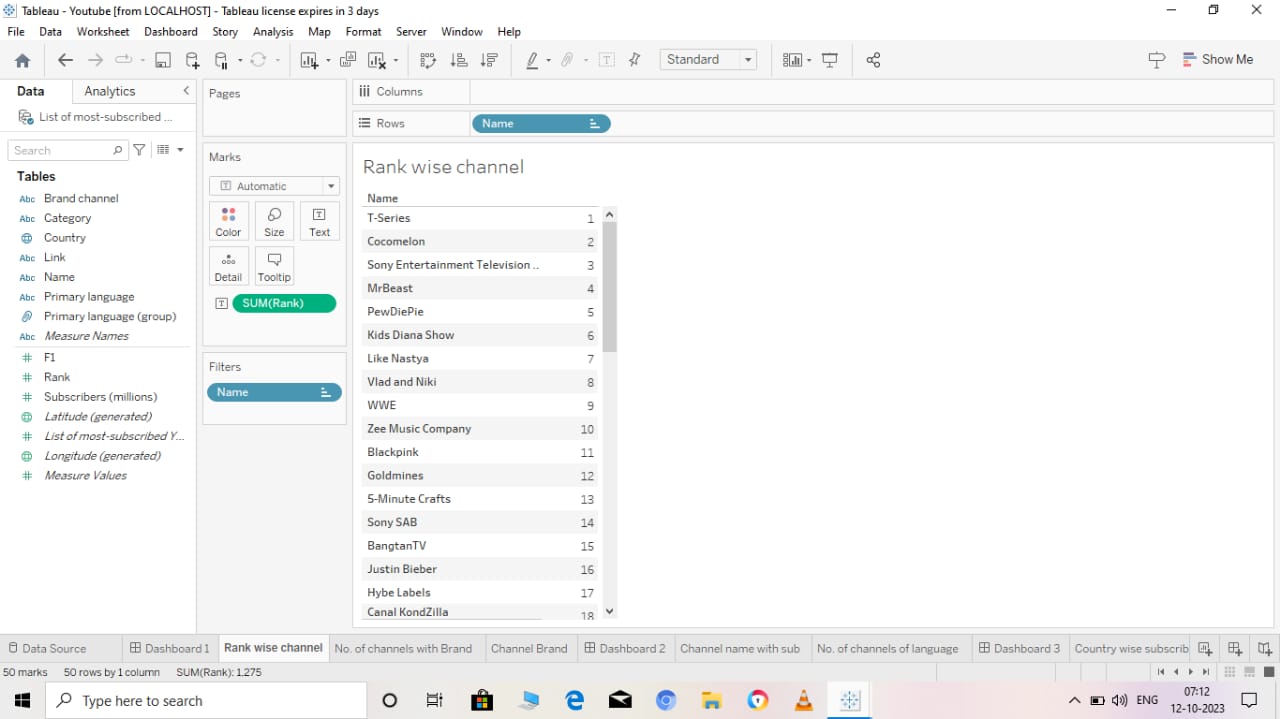 Tableau - Youtube [from LOCALHOST] - Tableau license expires in 3 days
File Data Worksheet Dashboard Story Analysis Map Format Server Window Help
Standard
Show Me
Data Analytics
List of most-subscribed ...
Search
Tables
Abc Brand channel
Abc Category
Country
Abc Link
Abc Name
Abc Primary language
Primary language (group)
Abc Measure Names
# F1
# Rank
# Subscribers (millions)
Latitude (generated)
# List of most-subscribed Y...
Longitude (generated)
# Measure Values
Pages
Marks
T Automatic
Color Size T Text
Detail Tooltip
T SUM(Rank)
Filters
Name
Columns
Rows Name
Rank wise channel
Name
T-Series 1
Cocomelon 2
Sony Entertainment Television .. 3
MrBeast 4
PewDiePie 5
Kids Diana Show 6
Like Nastya 7
Vlad and Niki 8
WWE 9
Zee Music Company 10
Blackpink 11
Goldmines 12
5-Minute Crafts 13
Sony SAB 14
BangtanTV 15
Justin Bieber 16
Hybe Labels 17
Canal KondZilla 18
Data Source Dashboard 1 Rank wise channel No. of channels with Brand Channel Brand Dashboard 2 Channel name with sub No. of channels of language Dashboard 3 Country wise subscrib
50 marks 50 rows by 1 column SUM(Rank): 1,275
Type here to search
ENG
07:12
12-10-2023